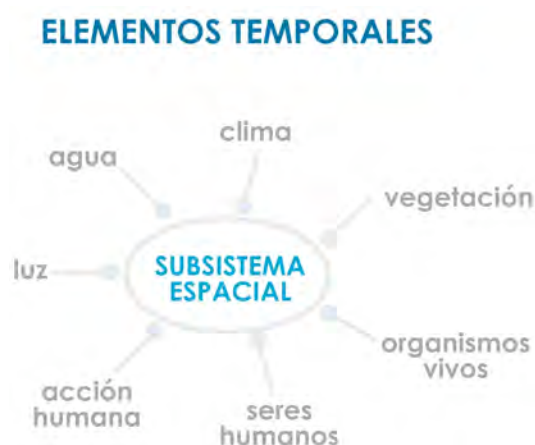 ELEMENTOS TEMPORALES
clima
agua
vegetación
luz
SUBSISTEMA
ESPACIAL
organismos
vivos
acción
humana
seres
humanos